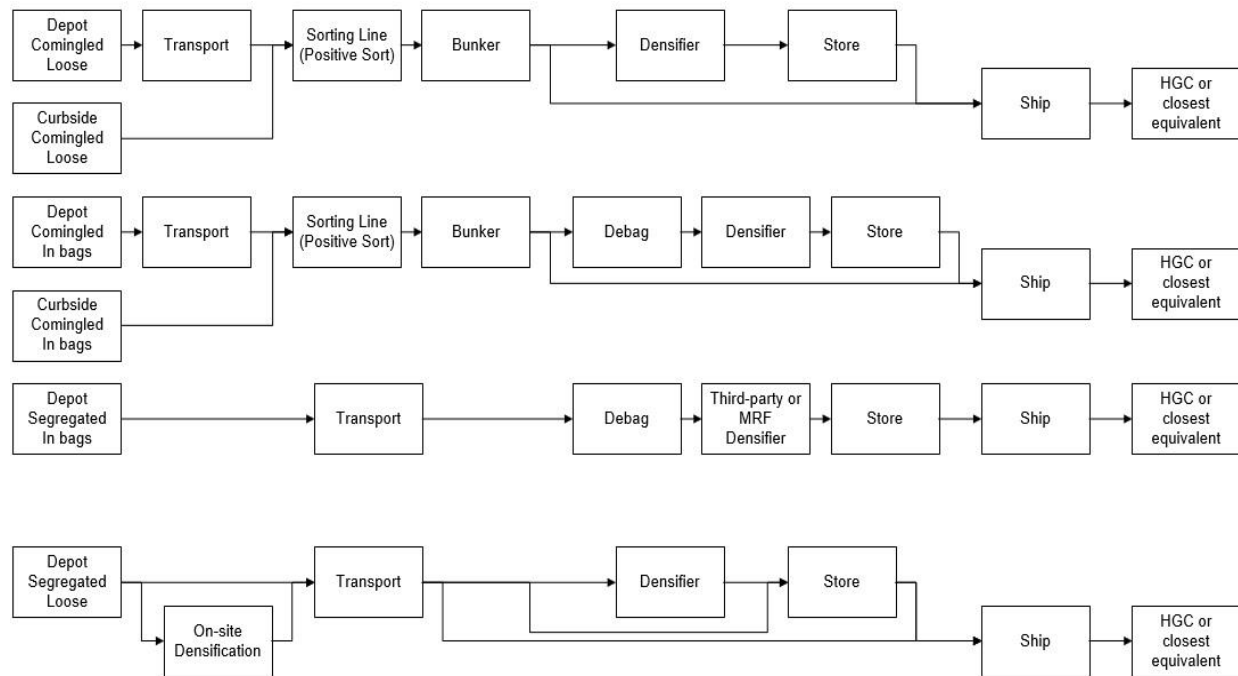 Depot
Comingled
Loose
Transport
Sorting Line
(Positive Sort)
Bunker
Densifier
Store
Ship
HGC or
closest
equivalent
Curbside
Comingled
Loose
Depot
Comingled
In bags
Transport
Sorting Line
(Positive Sort)
Bunker
Debag
Densifier
Store
Ship
HGC or
closest
equivalent
Curbside
Comingled
In bags
Depot
Segregated
In bags
Transport
Debag
Third-party or
MRF
Densifier
Store
Ship
HGC or
closest
equivalent
Depot
Segregated
Loose
On-site
Densification
Transport
Densifier
Store
Ship
HGC or
closest
equivalent